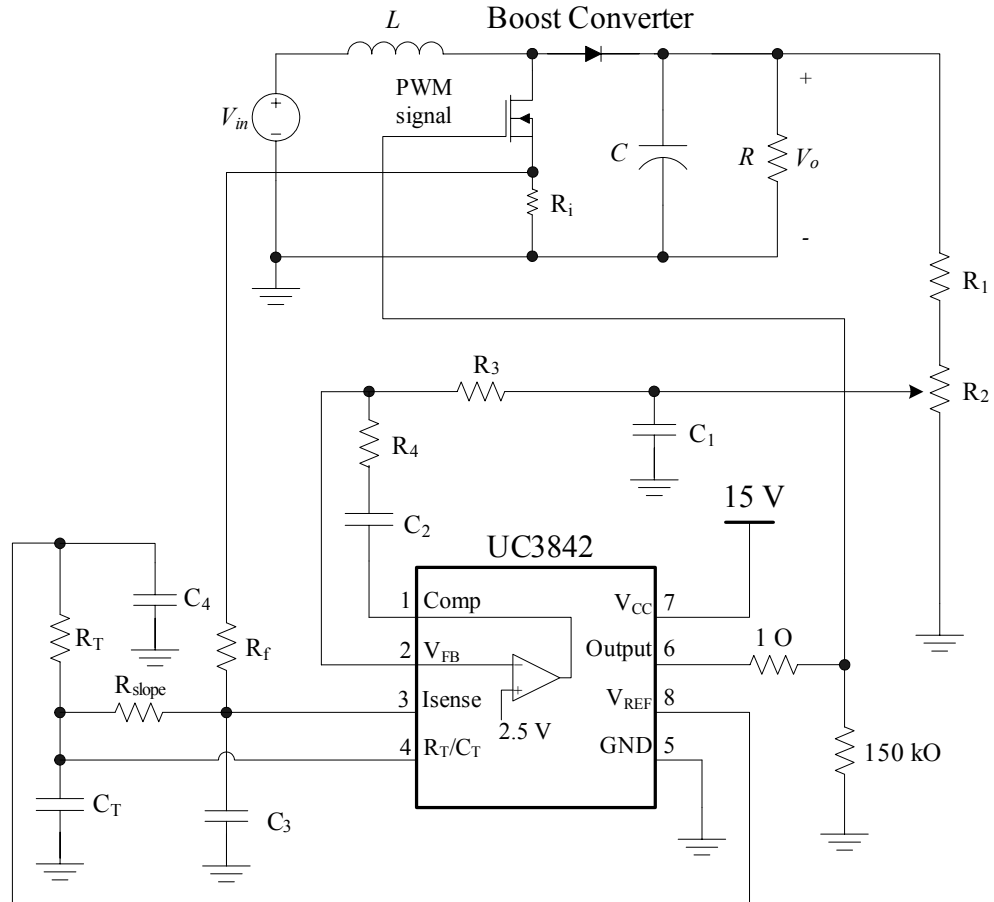 Boost Converter
L
PWM
signal
V_in
+
−
C
R
V_o
+
-
R_i
R_1
R_2
R_3
C_1
R_4
C_2
15 V
UC3842
C_4
R_T
R_f
R_slope
C_T
C_3
1 Comp
2 V_FB
3 Isense
4 R_T/C_T
−
+
2.5 V
V_CC 7
Output 6
V_REF 8
GND 5
1 O
150 kO